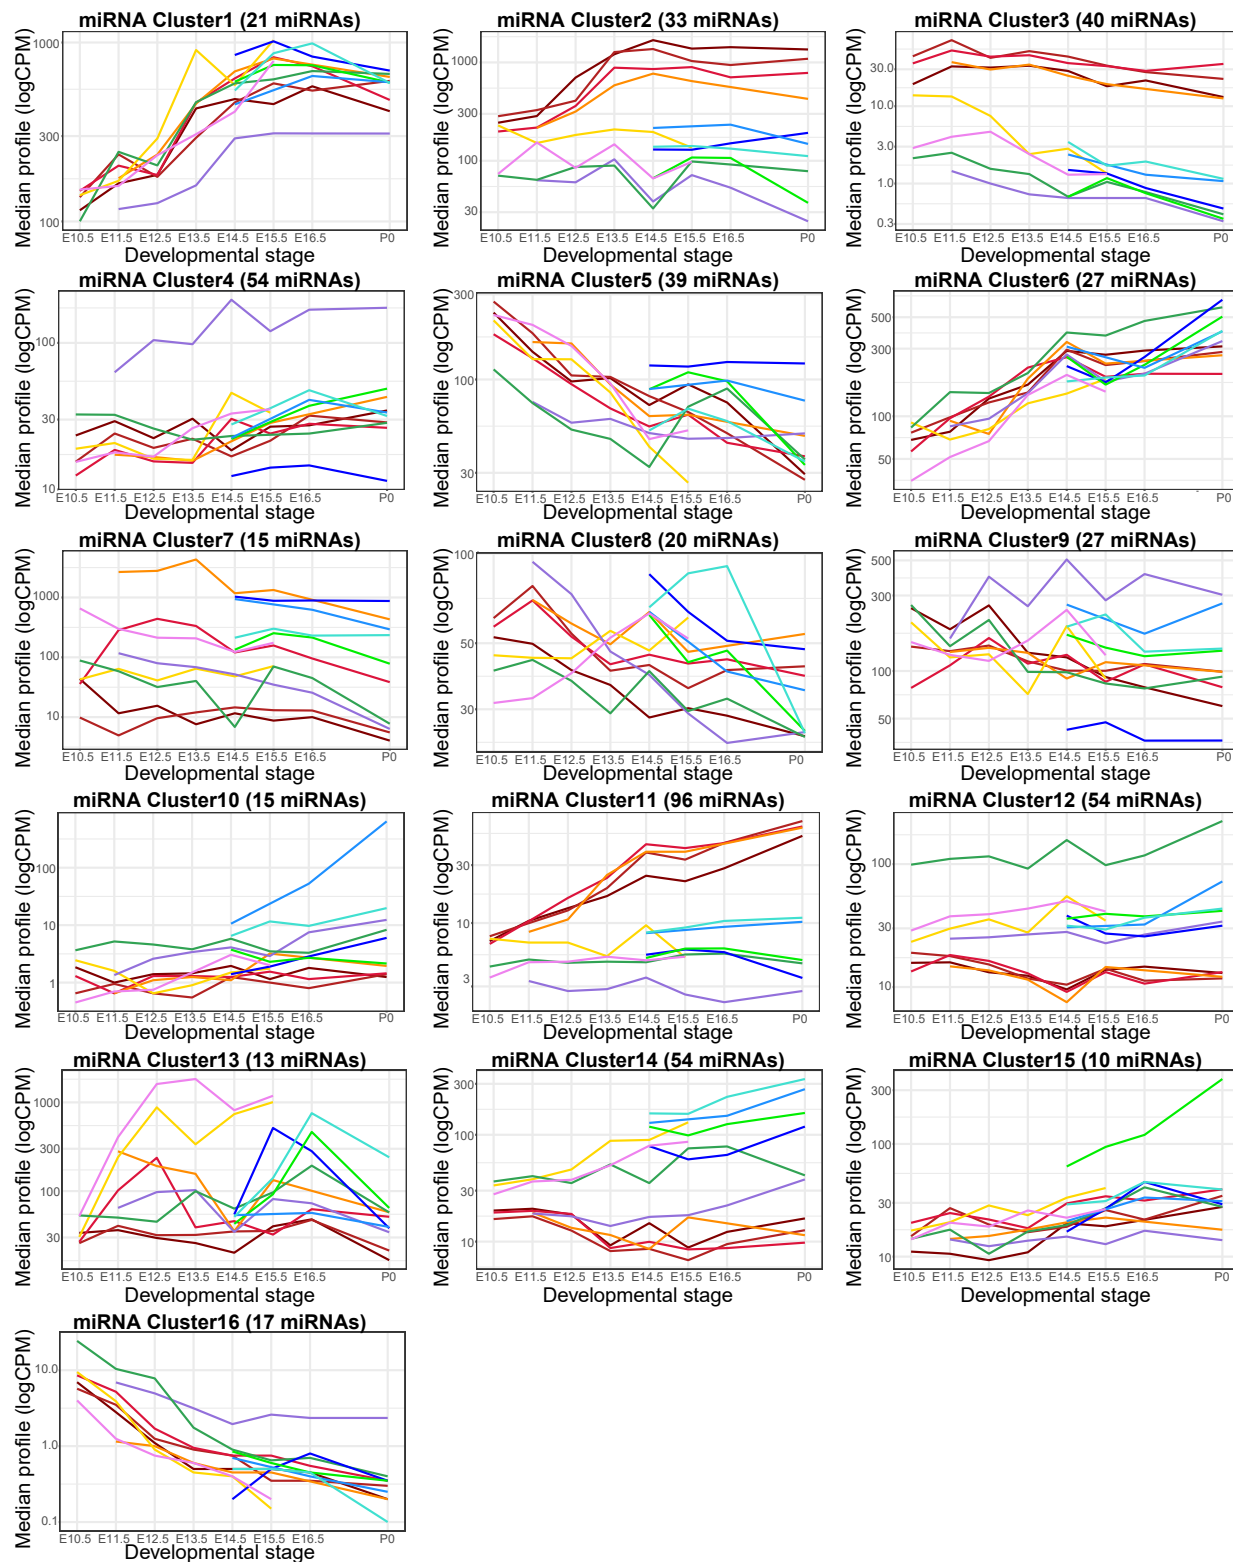 miRNA Cluster1 (21 miRNAs)
Median profile (logCPM)
1000
300
100
E10.5 E11.5 E12.5 E13.5 E14.5 E15.5 E16.5 P0
Developmental stage
miRNA Cluster2 (33 miRNAs)
Median profile (logCPM)
1000
300
100
30
E10.5 E11.5 E12.5 E13.5 E14.5 E15.5 E16.5 P0
Developmental stage
miRNA Cluster3 (40 miRNAs)
Median profile (logCPM)
30.0
10.0
3.0
1.0
0.3
E10.5 E11.5 E12.5 E13.5 E14.5 E15.5 E16.5 P0
Developmental stage
miRNA Cluster4 (54 miRNAs)
Median profile (logCPM)
100
30
10
E10.5 E11.5 E12.5 E13.5 E14.5 E15.5 E16.5 P0
Developmental stage
miRNA Cluster5 (39 miRNAs)
Median profile (logCPM)
300
100
30
E10.5 E11.5 E12.5 E13.5 E14.5 E15.5 E16.5 P0
Developmental stage
miRNA Cluster6 (27 miRNAs)
Median profile (logCPM)
500
300
100
50
E10.5 E11.5 E12.5 E13.5 E14.5 E15.5 E16.5 P0
Developmental stage
miRNA Cluster7 (15 miRNAs)
Median profile (logCPM)
1000
100
10
E10.5 E11.5 E12.5 E13.5 E14.5 E15.5 E16.5 P0
Developmental stage
miRNA Cluster8 (20 miRNAs)
Median profile (logCPM)
100
50
30
E10.5 E11.5 E12.5 E13.5 E14.5 E15.5 E16.5 P0
Developmental stage
miRNA Cluster9 (27 miRNAs)
Median profile (logCPM)
500
300
100
50
E10.5 E11.5 E12.5 E13.5 E14.5 E15.5 E16.5 P0
Developmental stage
miRNA Cluster10 (15 miRNAs)
Median profile (logCPM)
100
10
1
E10.5 E11.5 E12.5 E13.5 E14.5 E15.5 E16.5 P0
Developmental stage
miRNA Cluster11 (96 miRNAs)
Median profile (logCPM)
30
10
3
E10.5 E11.5 E12.5 E13.5 E14.5 E15.5 E16.5 P0
Developmental stage
miRNA Cluster12 (54 miRNAs)
Median profile (logCPM)
100
30
10
E10.5 E11.5 E12.5 E13.5 E14.5 E15.5 E16.5 P0
Developmental stage
miRNA Cluster13 (13 miRNAs)
Median profile (logCPM)
1000
300
100
30
E10.5 E11.5 E12.5 E13.5 E14.5 E15.5 E16.5 P0
Developmental stage
miRNA Cluster14 (54 miRNAs)
Median profile (logCPM)
300
100
30
10
E10.5 E11.5 E12.5 E13.5 E14.5 E15.5 E16.5 P0
Developmental stage
miRNA Cluster15 (10 miRNAs)
Median profile (logCPM)
300
100
30
10
E10.5 E11.5 E12.5 E13.5 E14.5 E15.5 E16.5 P0
Developmental stage
miRNA Cluster16 (17 miRNAs)
Median profile (logCPM)
10.0
1.0
0.1
E10.5 E11.5 E12.5 E13.5 E14.5 E15.5 E16.5 P0
Developmental stage